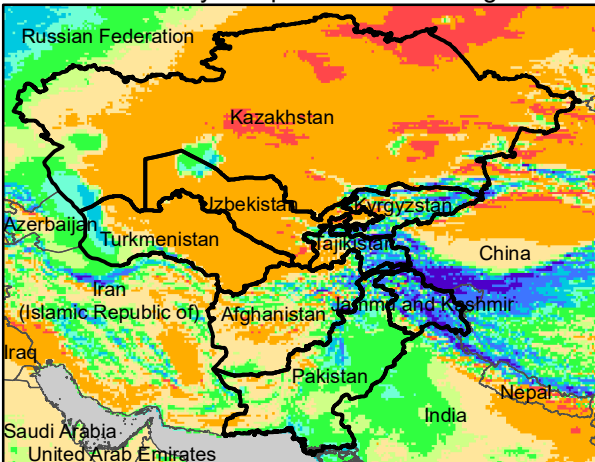 Russian Federation
Kazakhstan
Uzbekistan
Kyrgyzstan
Azerbaijan
Turkmenistan
Tajikistan
China
Iran
(Islamic Republic of)
Afghanistan
Jammu and Kashmir
Iraq
Pakistan
Nepal
India
Saudi Arabia
United Arab Emirates